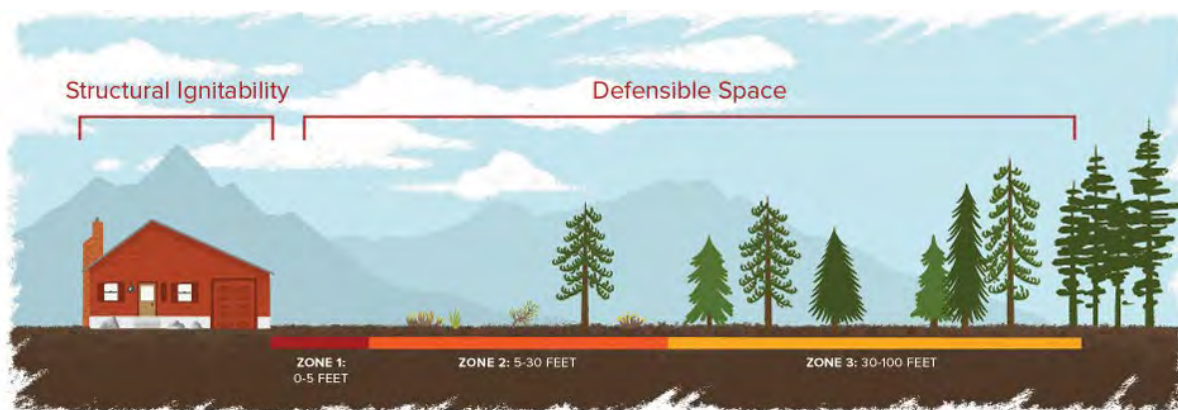 Structural Ignitability
Defensible Space
ZONE 1:
0-5 FEET
ZONE 2: 5-30 FEET
ZONE 3: 30-100 FEET